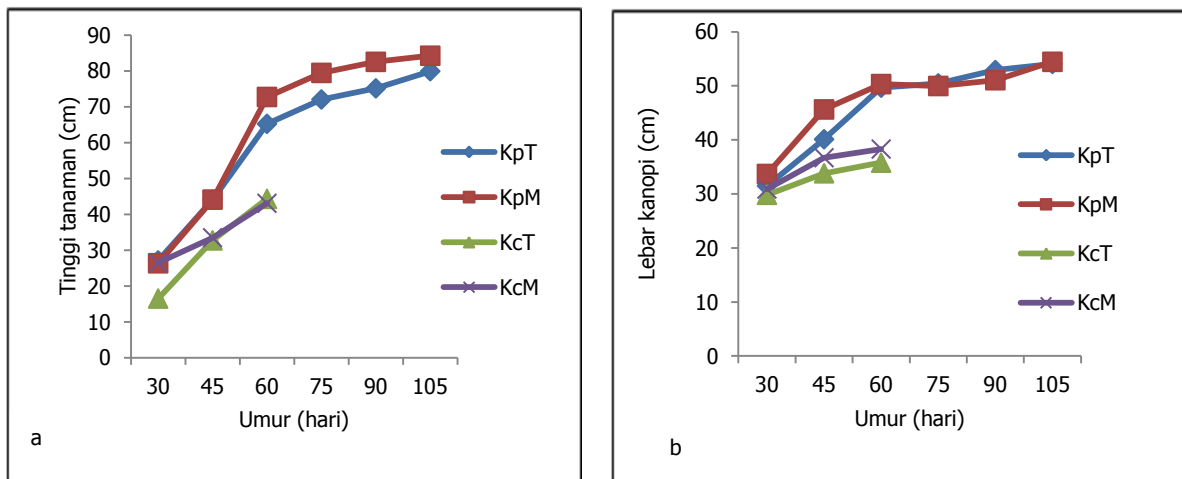 Tinggi tanaman (cm)
90
80
70
60
50
40
30
20
10
0
30 45 60 75 90 105
Umur (hari)
KpT
KpM
KcT
KcM
a
Lebar kanopi (cm)
60
50
40
30
20
10
0
30 45 60 75 90 105
Umur (hari)
KpT
KpM
KcT
KcM
b